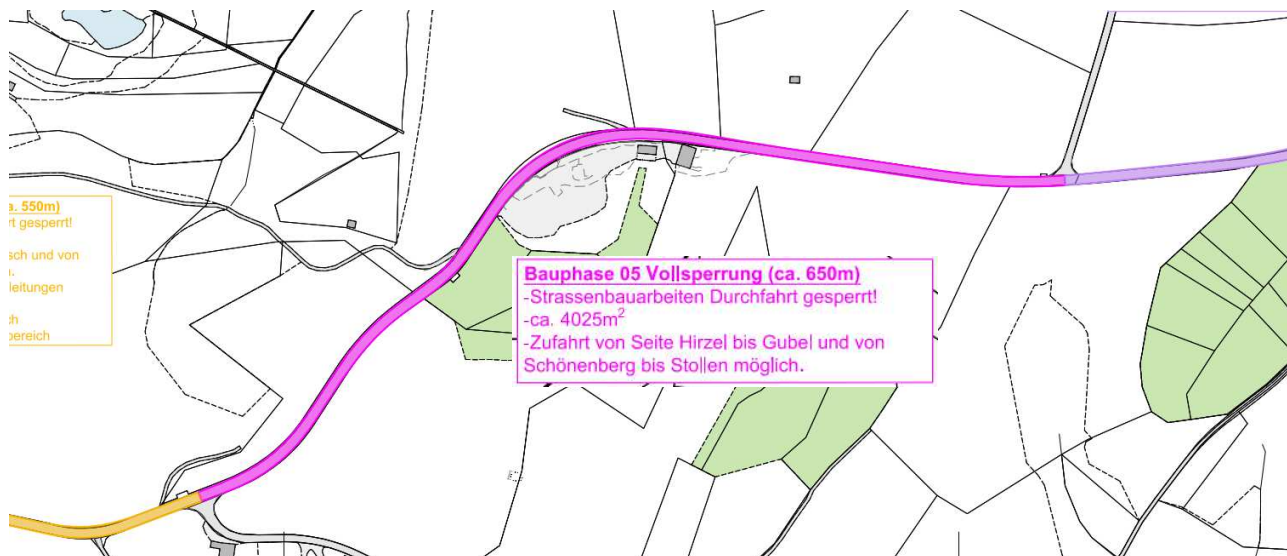 a. 550m)
rt gesperrt!
sch und von
leitungen
ch
bereich
Bauphase 05 Vollsperrung (ca. 650m)
-Strassenbauarbeiten Durchfahrt gesperrt!
-ca. 4025m²
-Zufahrt von Seite Hirzel bis Gubel und von
Schönenberg bis Stollen möglich.